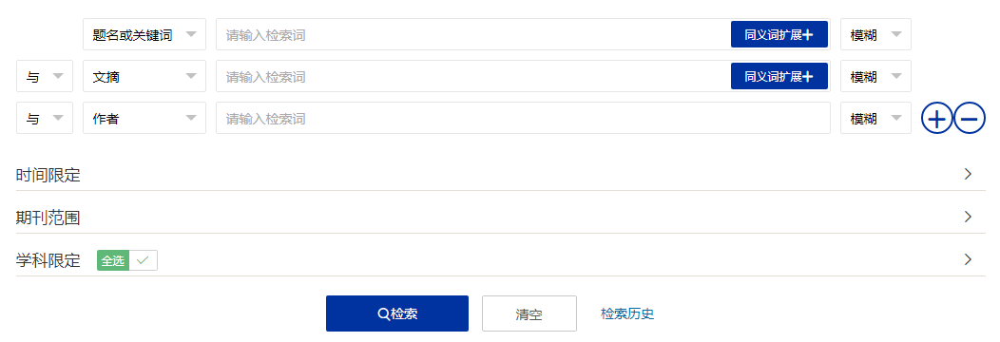 题名或关键词 请输入检索词 同义词扩展+ 模糊
与 文摘 请输入检索词 同义词扩展+ 模糊
与 作者 请输入检索词 模糊
时间限定
期刊范围
学科限定 全选
检索 清空 检索历史